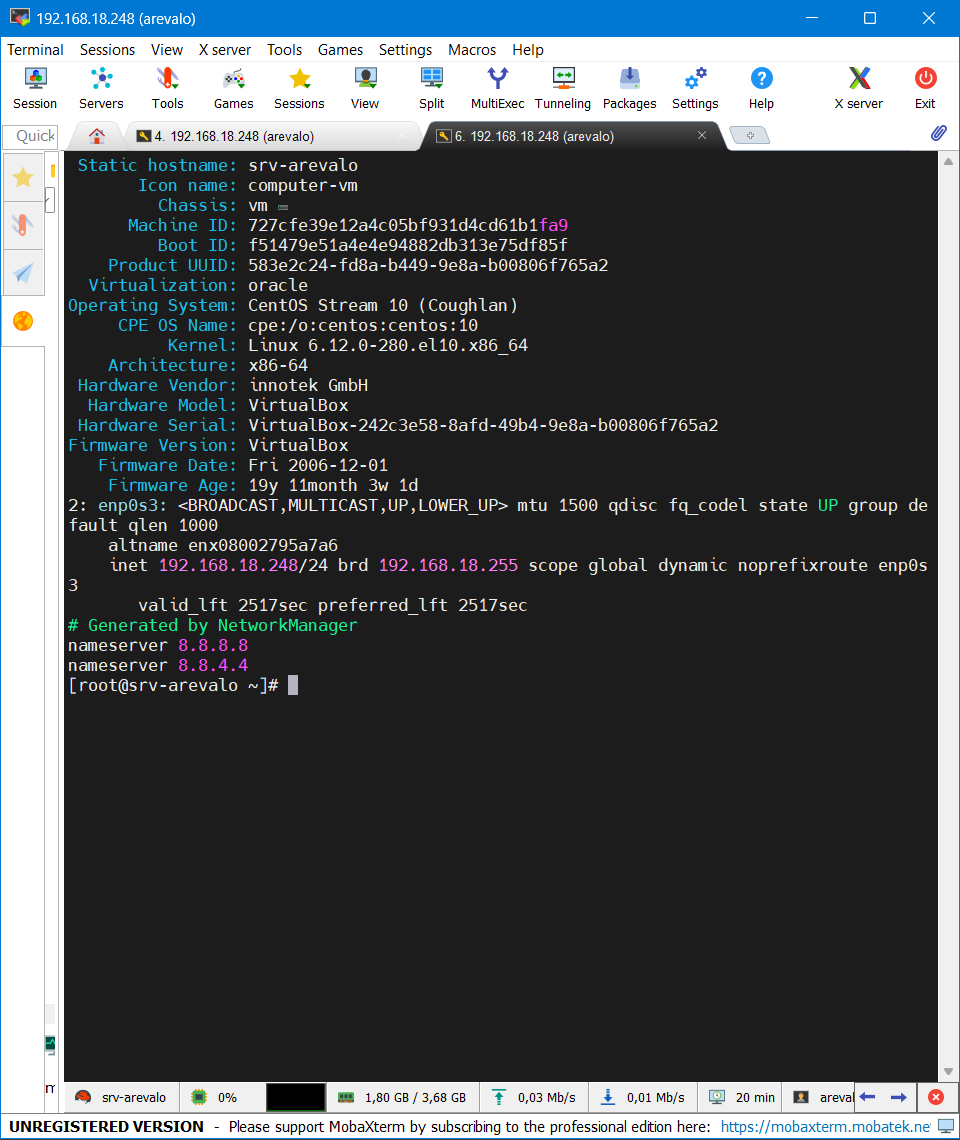 192.168.18.248 (arevalo)
Terminal Sessions View X server Tools Games Settings Macros Help
Session Servers Tools Games Sessions View Split MultiExec Tunneling Packages Settings Help X server Exit
Quick 4. 192.168.18.248 (arevalo) 6. 192.168.18.248 (arevalo)
Static hostname: srv-arevalo
Icon name: computer-vm
Chassis: vm
Machine ID: 727cfe39e12a4c05bf931d4cd61b1fa9
Boot ID: f51479e51a4e4e94882db313e75df85f
Product UUID: 583e2c24-fd8a-b449-9e8a-b00806f765a2
Virtualization: oracle
Operating System: CentOS Stream 10 (Coughlan)
CPE OS Name: cpe:/o:centos:centos:10
Kernel: Linux 6.12.0-280.el10.x86_64
Architecture: x86-64
Hardware Vendor: innotek GmbH
Hardware Model: VirtualBox
Hardware Serial: VirtualBox-242c3e58-8afd-49b4-9e8a-b00806f765a2
Firmware Version: VirtualBox
Firmware Date: Fri 2006-12-01
Firmware Age: 19y 11month 3w 1d
2: enp0s3: <BROADCAST,MULTICAST,UP,LOWER_UP> mtu 1500 qdisc fq_codel state UP group de
fault qlen 1000
altname enx08002795a7a6
inet 192.168.18.248/24 brd 192.168.18.255 scope global dynamic noprefixroute enp0s
3
valid_lft 2517sec preferred_lft 2517sec
# Generated by NetworkManager
nameserver 8.8.8.8
nameserver 8.8.4.4
[root@srv-arevalo ~]#
srv-arevalo 0% 1,80 GB / 3,68 GB 0,03 Mb/s 0,01 Mb/s 20 min areval
UNREGISTERED VERSION - Please support MobaXterm by subscribing to the professional edition here: https://mobaxterm.mobatek.ne